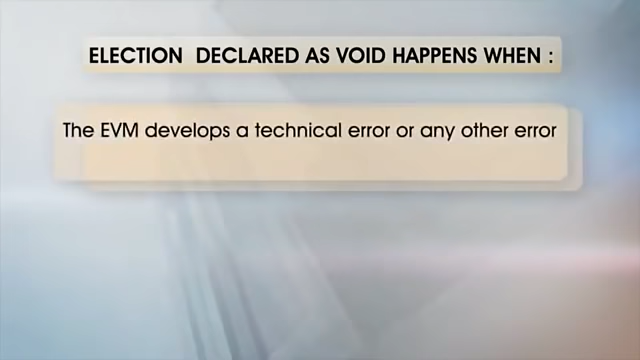 ELECTION DECLARED AS VOID HAPPENS WHEN :
The EVM develops a technical error or any other error